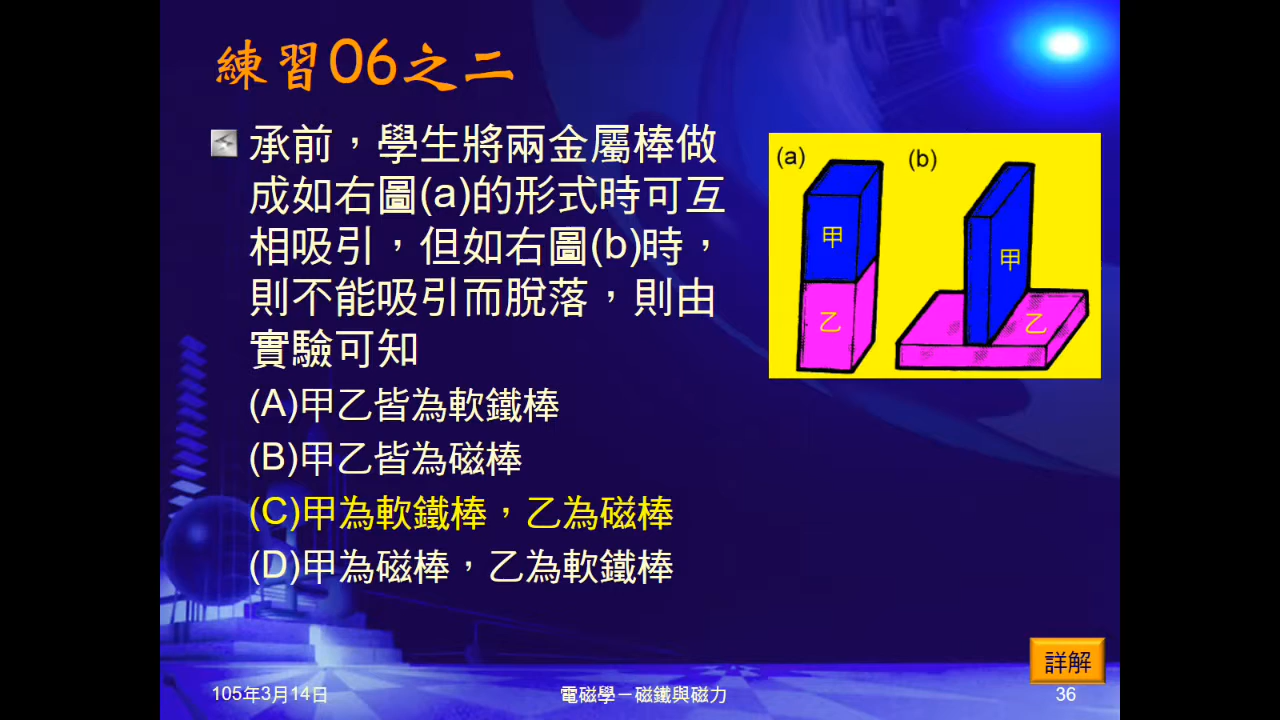 練習06之二
承前，學生將兩金屬棒做
成如右圖(a)的形式時可互
相吸引，但如右圖(b)時，
則不能吸引而脫落，則由
實驗可知
(A)甲乙皆為軟鐵棒
(B)甲乙皆為磁棒
(C)甲為軟鐵棒，乙為磁棒
(D)甲為磁棒，乙為軟鐵棒
(a)
(b)
甲
乙
甲
乙
詳解
105年3月14日
電磁學－磁鐵與磁力
36